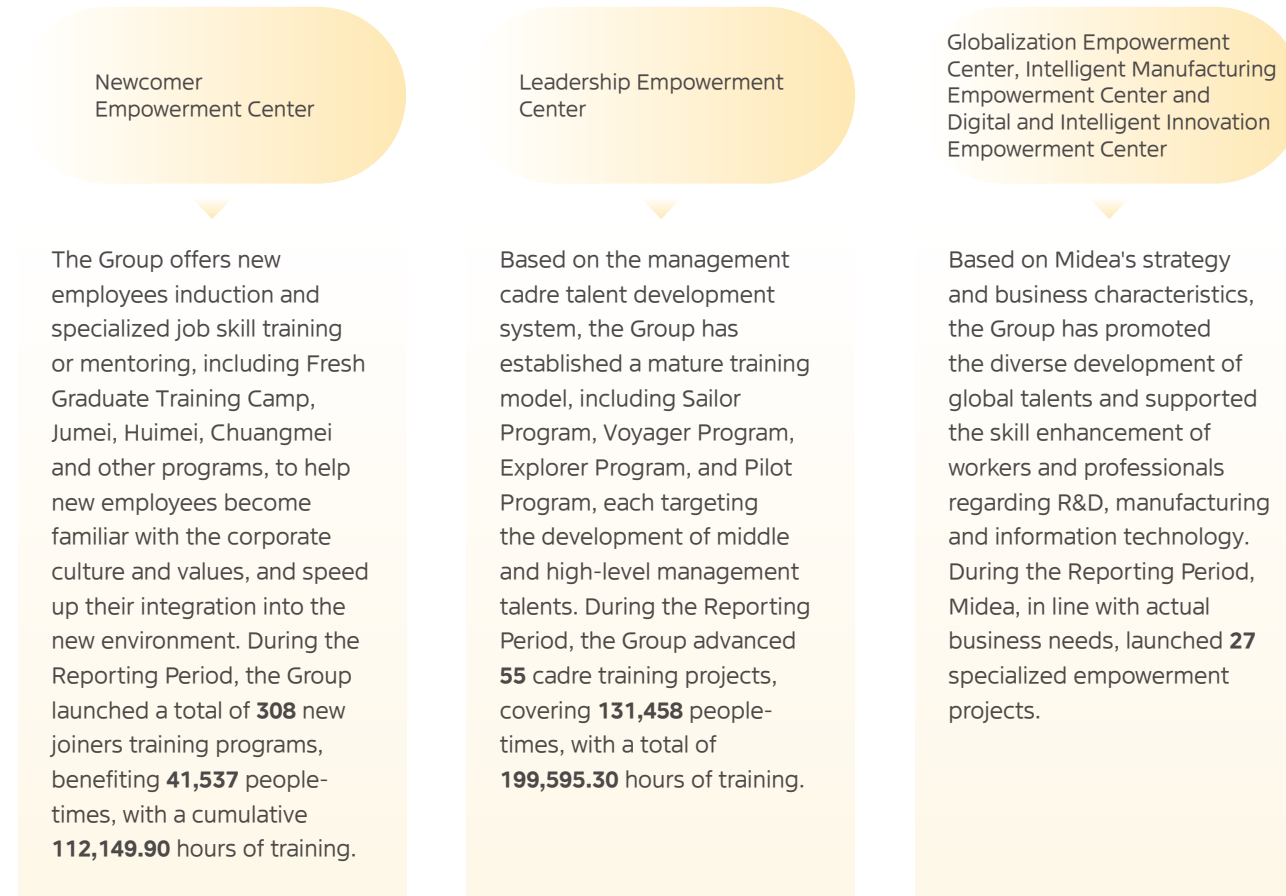 Newcomer
Empowerment Center
The Group offers new
employees induction and
specialized job skill training
or mentoring, including Fresh
Graduate Training Camp,
Jumei, Huimei, Chuangmei
and other programs, to help
new employees become
familiar with the corporate
culture and values, and speed
up their integration into the
new environment. During the
Reporting Period, the Group
launched a total of 308 new
joiners training programs,
benefiting 41,537 people-
times, with a cumulative
112,149.90 hours of training.
Leadership Empowerment
Center
Based on the management
cadre talent development
system, the Group has
established a mature training
model, including Sailor
Program, Voyager Program,
Explorer Program, and Pilot
Program, each targeting
the development of middle
and high-level management
talents. During the Reporting
Period, the Group advanced
55 cadre training projects,
covering 131,458 people-
times, with a total of
199,595.30 hours of training.
Globalization Empowerment
Center, Intelligent Manufacturing
Empowerment Center and
Digital and Intelligent Innovation
Empowerment Center
Based on Midea's strategy
and business characteristics,
the Group has promoted
the diverse development of
global talents and supported
the skill enhancement of
workers and professionals
regarding R&D, manufacturing
and information technology.
During the Reporting Period,
Midea, in line with actual
business needs, launched 27
specialized empowerment
projects.